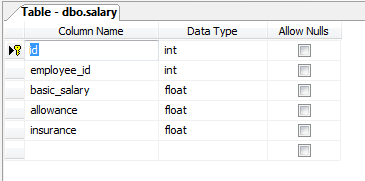 Table - dbo.salary
Column Name Data Type Allow Nulls
id int
employee_id int
basic_salary float
allowance float
insurance float